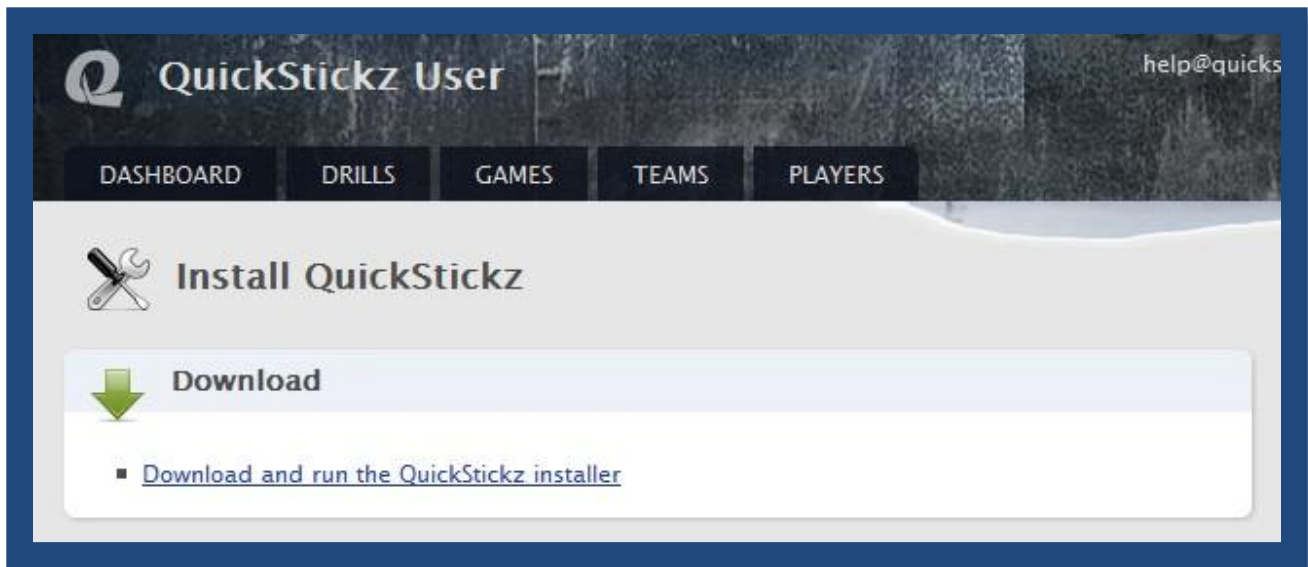 QuickStickz User
help@quicks
DASHBOARD DRILLS GAMES TEAMS PLAYERS
Install QuickStickz
Download
Download and run the QuickStickz installer